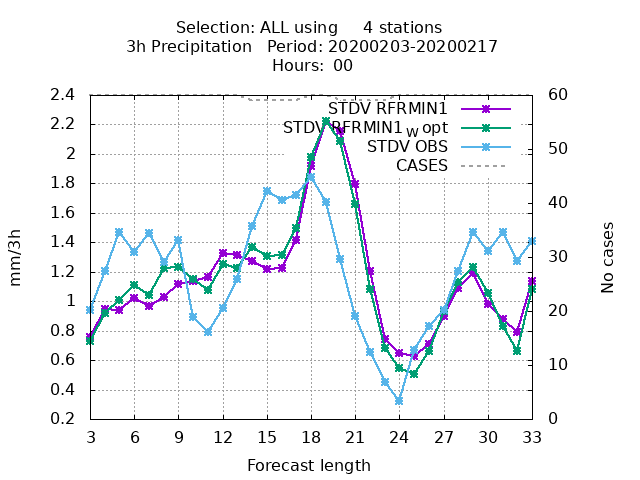 Selection: ALL using 4 stations
3h Precipitation Period: 20200203-20200217
Hours: 00
STDV RFRMIN1
STDV RFRMIN1 w opt
STDV OBS
CASES
mm/3h
2.4
2.2
2
1.8
1.6
1.4
1.2
1
0.8
0.6
0.4
0.2
60
50
40
30
20
10
0
No cases
3 6 9 12 15 18 21 24 27 30 33
Forecast length